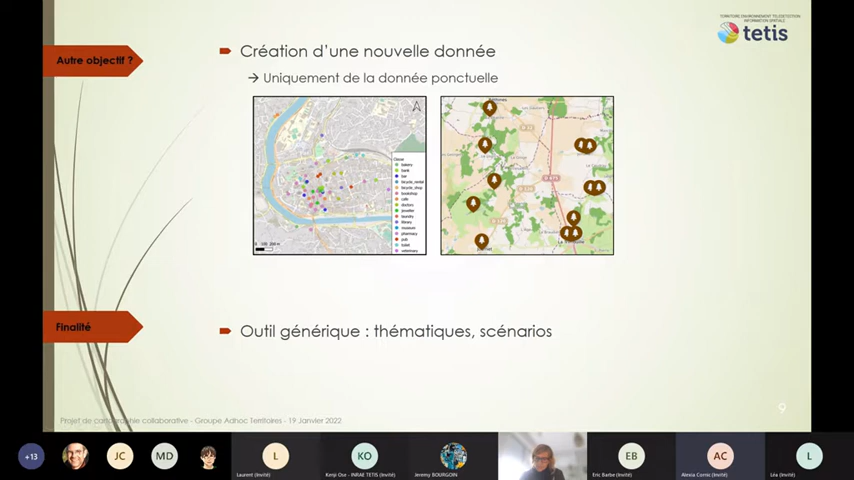 TERRITOIRE ENVIRONNEMENT TÉLÉDÉTECTION
INFORMATION SPATIALE
tetis
Autre objectif ?
Création d'une nouvelle donnée
→ Uniquement de la donnée ponctuelle
Classe
bakery
bank
bar
bicycle_rental
bicycle_shop
bookshop
cafe
doctors
laundry
library
museum
pharmacy
pub
toilet
veterinary
Finalité
Outil générique : thématiques, scénarios
9
Projet de cartographie collaborative - Groupe Adhoc Territoires - 19 Janvier 2022
+13
JC
MD
L
Laurent (Invité)
KO
Kenji Ose - INRAE TETIS (Invité)
Jeremy BOURGOIN
EB
Eric Barbe (Invité)
AC
Alexia Cornic (Invité)
L
Léa (Invité)